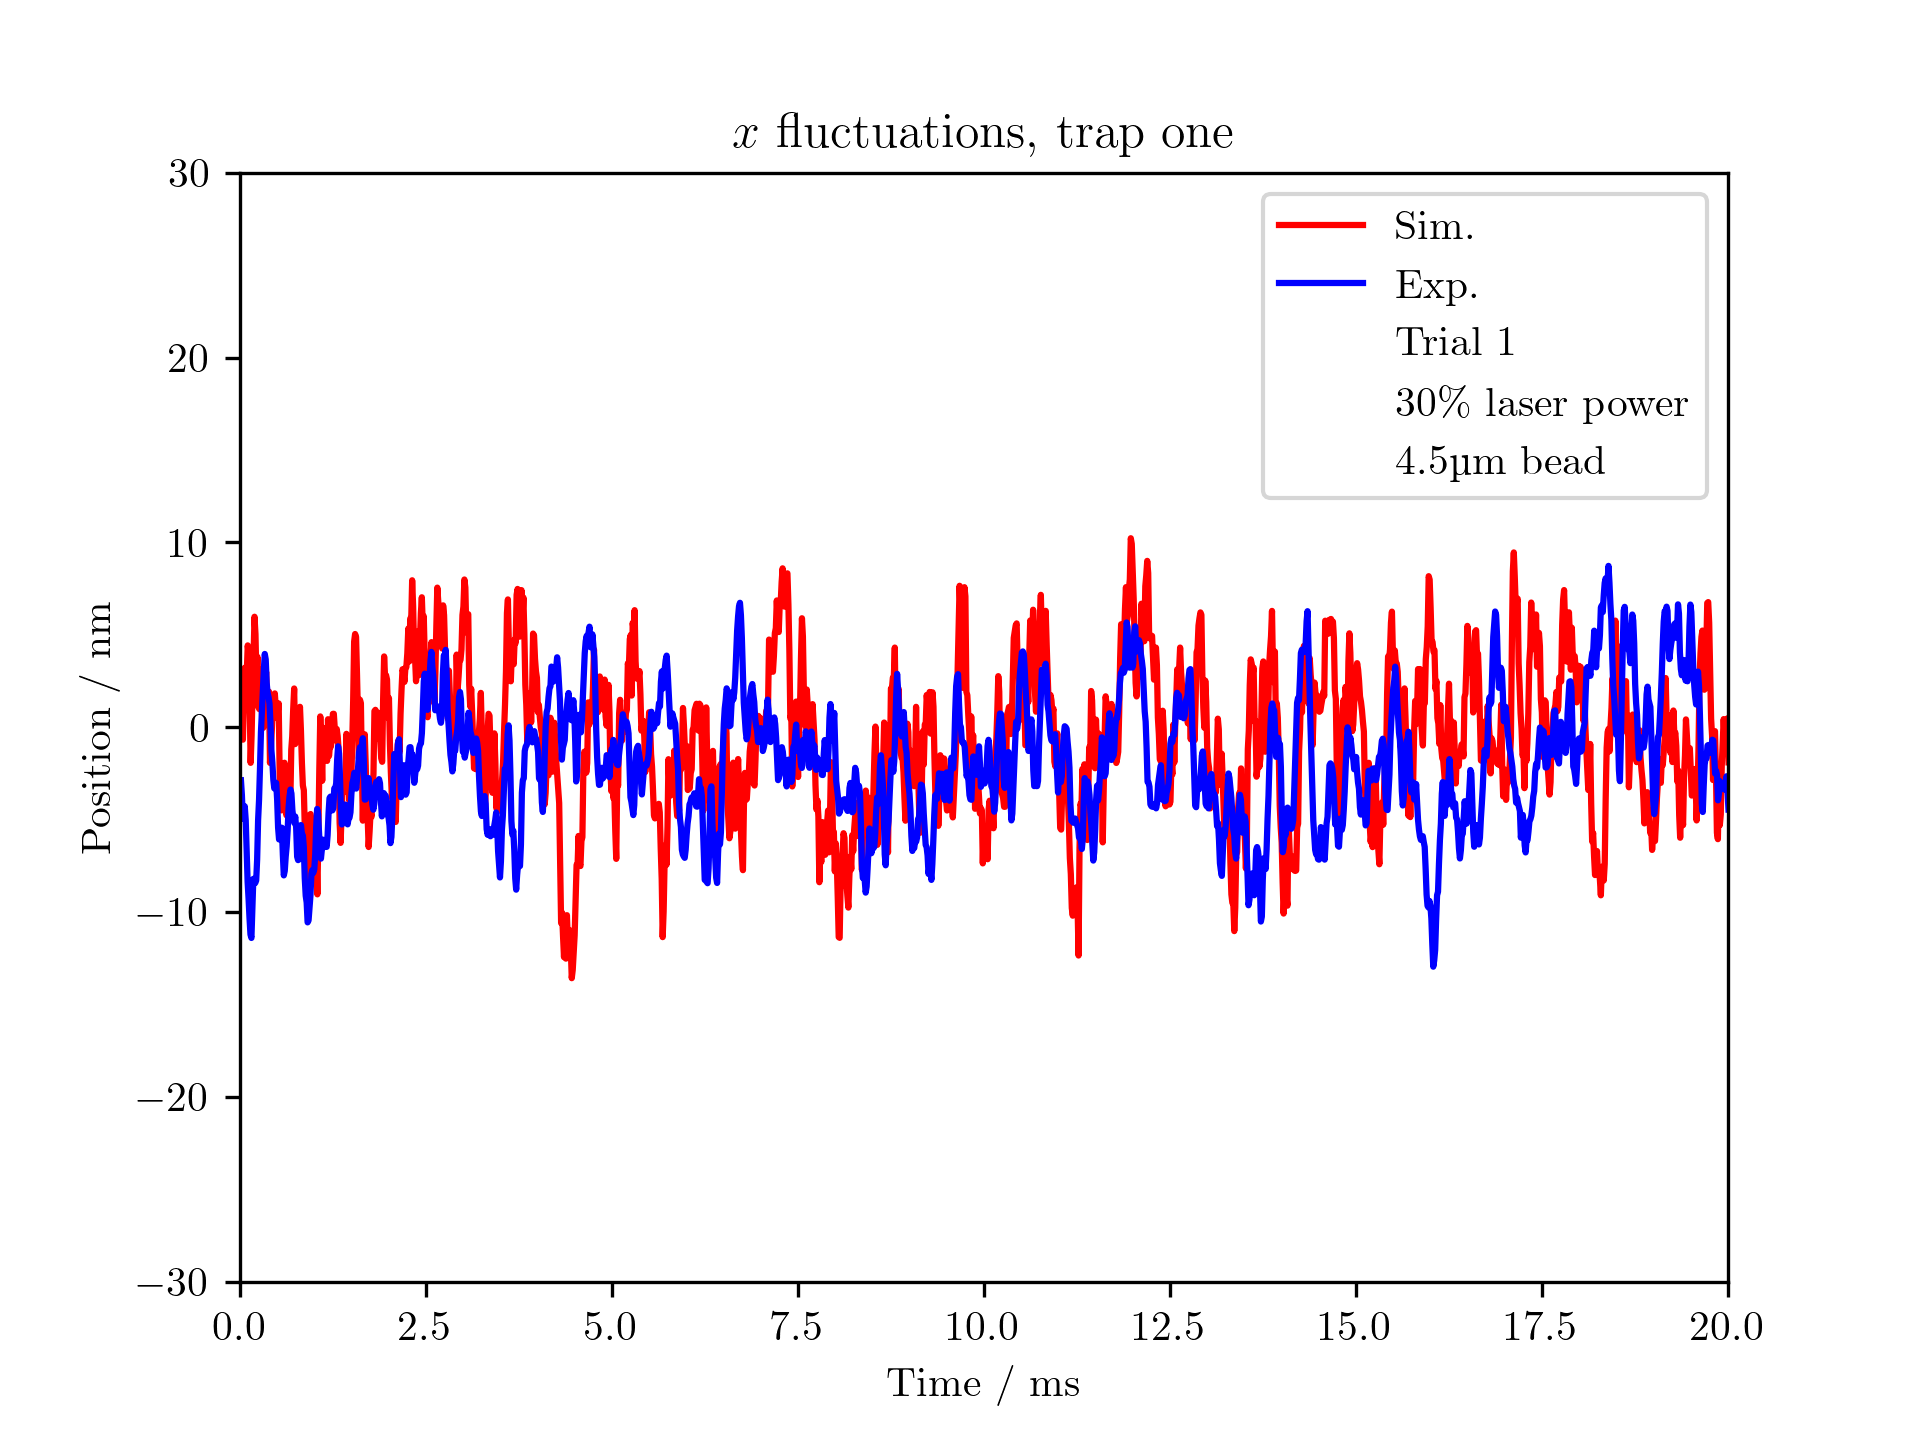 x fluctuations, trap one
Sim.
Exp.
Trial 1
30% laser power
4.5µm bead
30
20
10
0
−10
−20
−30
Position / nm
0.0 2.5 5.0 7.5 10.0 12.5 15.0 17.5 20.0
Time / ms